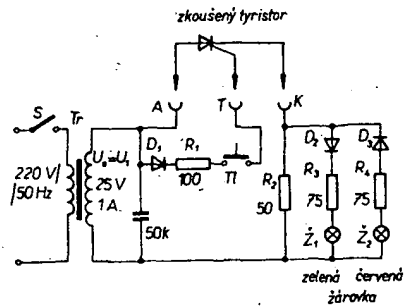 zkoušený tyristor
A T K
S Tr
D1 R1
100
Tl
220 V/
/50 Hz
U0=U1
25 V
1 A
50k
R2
50
D2 D3
R3 R4
75 75
Ž1 Ž2
zelená červená
žárovka